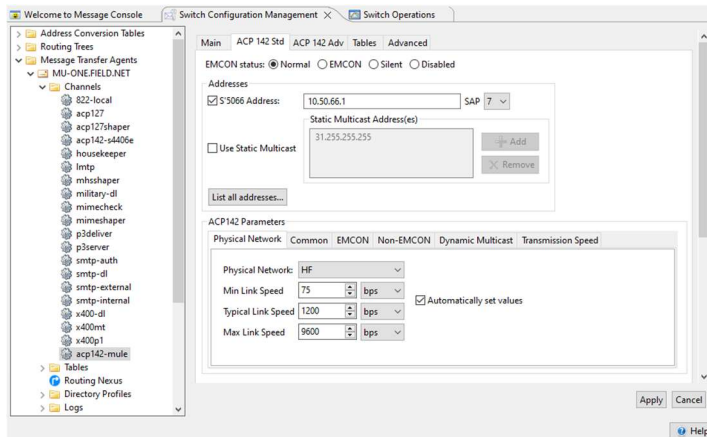 Welcome to Message Console
Switch Configuration Management
Switch Operations
Address Conversion Tables
Routing Trees
Message Transfer Agents
MU-ONE.FIELD.NET
Channels
822-local
acp127
acp127shaper
acp142-s4406e
housekeeper
lmtp
mhsshaper
military-dl
mimecheck
mimeshaper
p3deliver
p3server
smtp-auth
smtp-dl
smtp-external
smtp-internal
x400-dl
x400mt
x400p1
acp142-mule
Tables
Routing Nexus
Directory Profiles
Logs
Main ACP 142 Std ACP 142 Adv Tables Advanced
EMCON status: Normal EMCON Silent Disabled
Addresses
S'5066 Address: 10.50.66.1 SAP 7
Static Multicast Address(es)
Use Static Multicast
31.255.255.255
Add
Remove
List all addresses...
ACP142 Parameters
Physical Network Common EMCON Non-EMCON Dynamic Multicast Transmission Speed
Physical Network: HF
Min Link Speed 75 bps
Typical Link Speed 1200 bps
Automatically set values
Max Link Speed 9600 bps
Apply Cancel
Help